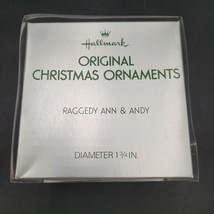 Hallmark
ORIGINAL
CHRISTMAS ORNAMENTS
RAGGEDY ANN & ANDY
DIAMETER 1 3/4 IN.